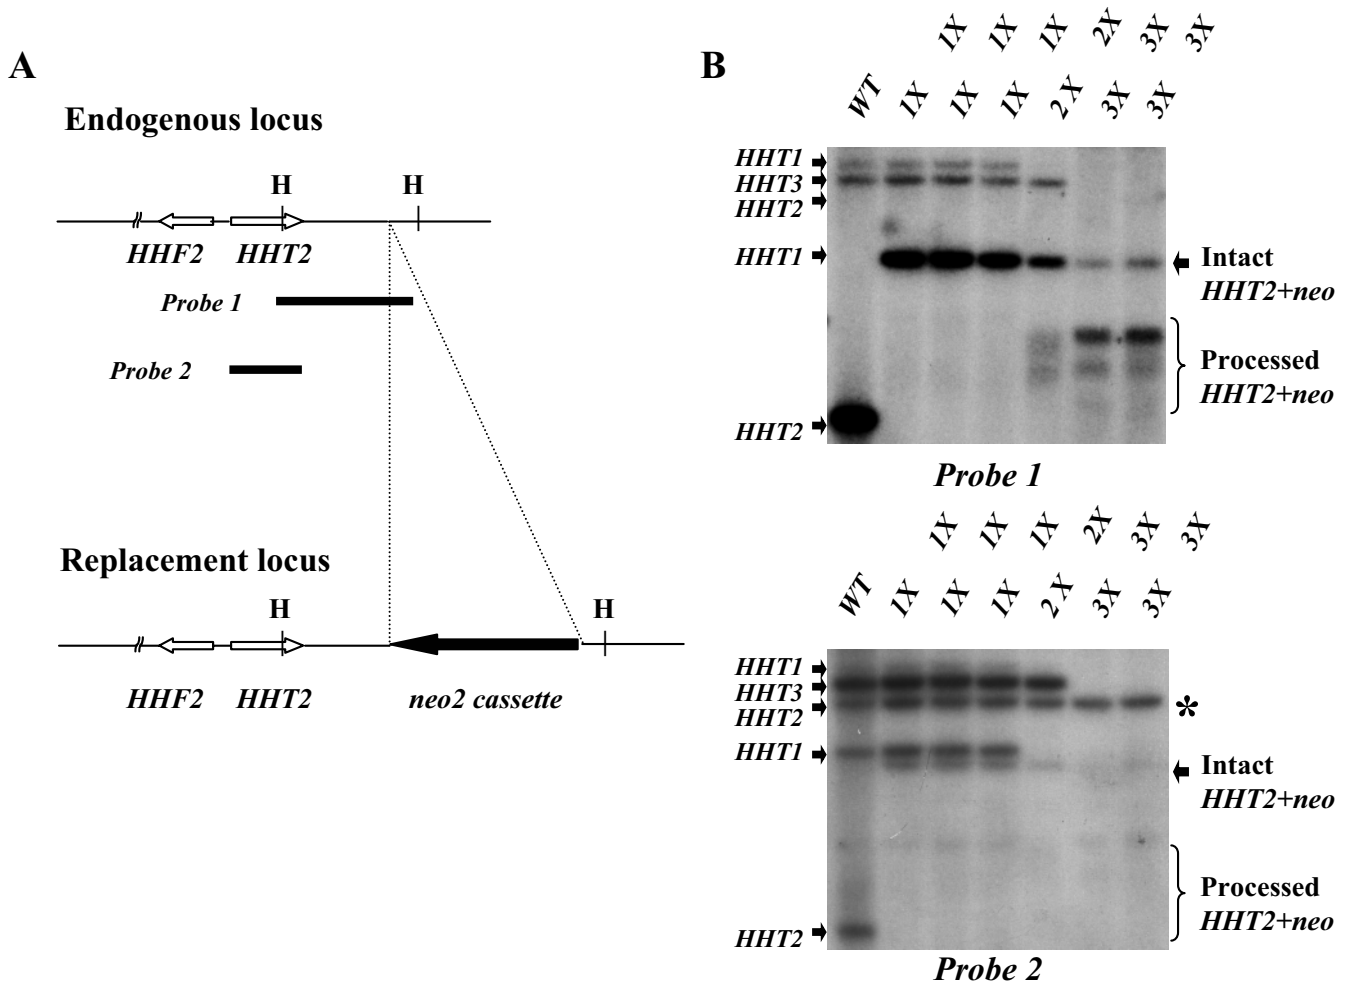 A
Endogenous locus
H H
HHF2 HHT2
Probe 1
Probe 2
Replacement locus
H H
HHF2 HHT2 neo2 cassette
B
1X 1X 1X 2X 3X 3X
WT 1X 1X 1X 2X 3X 3X
HHT1
HHT3
HHT2
HHT1
HHT2
Intact
HHT2+neo
Processed
HHT2+neo
Probe 1
1X 1X 1X 2X 3X 3X
WT 1X 1X 1X 2X 3X 3X
HHT1
HHT3
HHT2
HHT1
HHT2
*
Intact
HHT2+neo
Processed
HHT2+neo
Probe 2